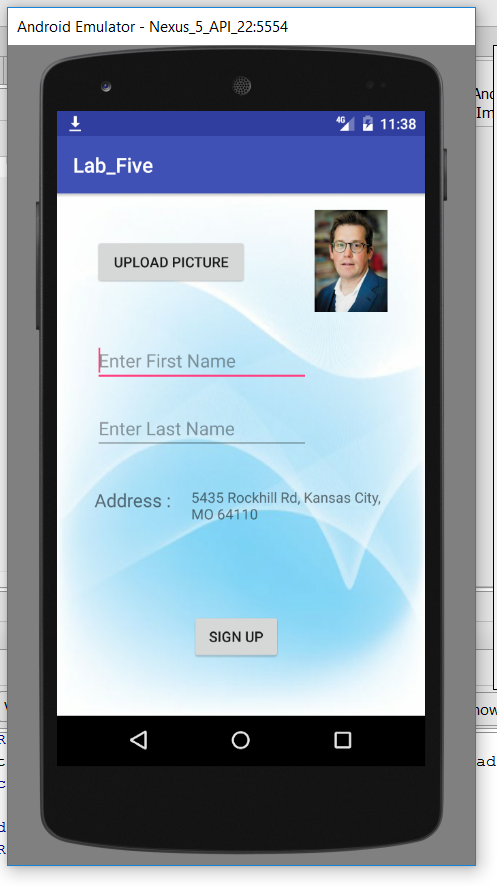 Android Emulator - Nexus_5_API_22:5554
4G 11:38
Lab_Five
UPLOAD PICTURE
Enter First Name
Enter Last Name
Address :
5435 Rockhill Rd, Kansas City,
MO 64110
SIGN UP